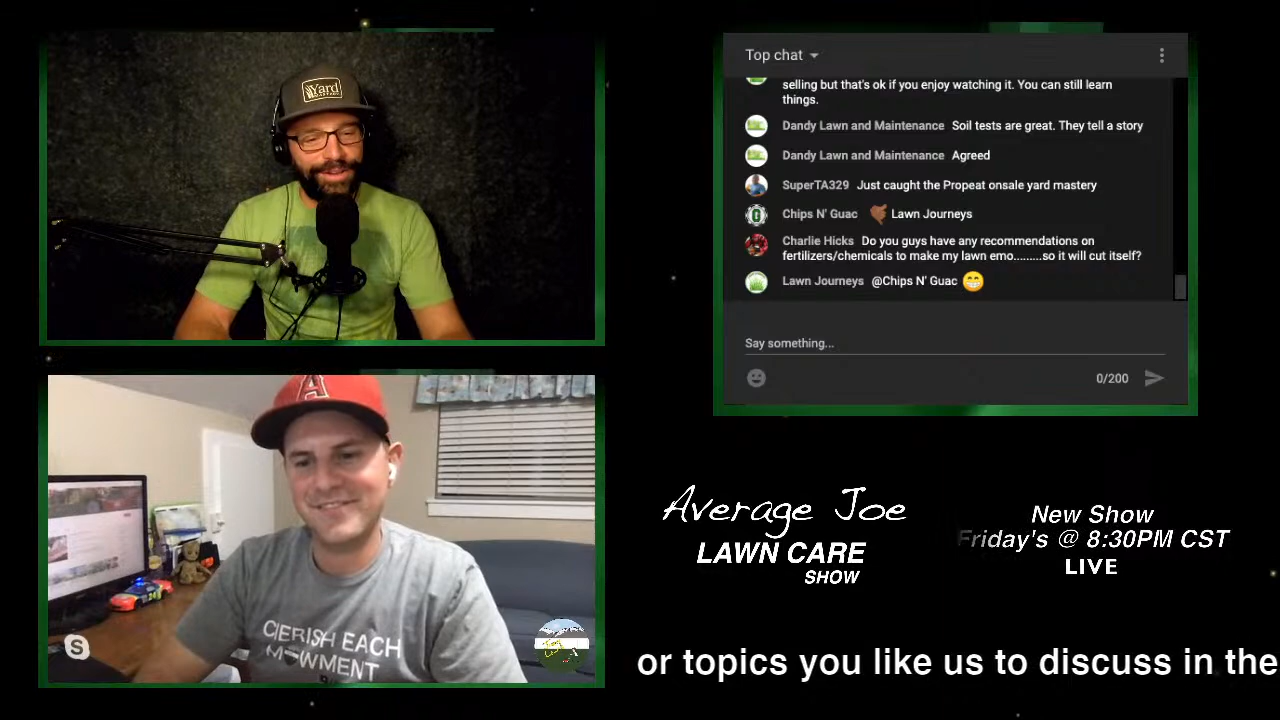 Yard
A
CHERISH EACH
MOWMENT
S
Top chat
selling but that's ok if you enjoy watching it. You can still learn
things.
Dandy Lawn and Maintenance Soil tests are great. They tell a story
Dandy Lawn and Maintenance Agreed
SuperTA329 Just caught the Propeat onsale yard mastery
Chips N' Guac Lawn Journeys
Charlie Hicks Do you guys have any recommendations on
fertilizers/chemicals to make my lawn emo.........so it will cut itself?
Lawn Journeys @Chips N' Guac
Say something...
0/200
Average Joe
LAWN CARE
SHOW
New Show
Friday's @ 8:30PM CST
LIVE
or topics you like us to discuss in the